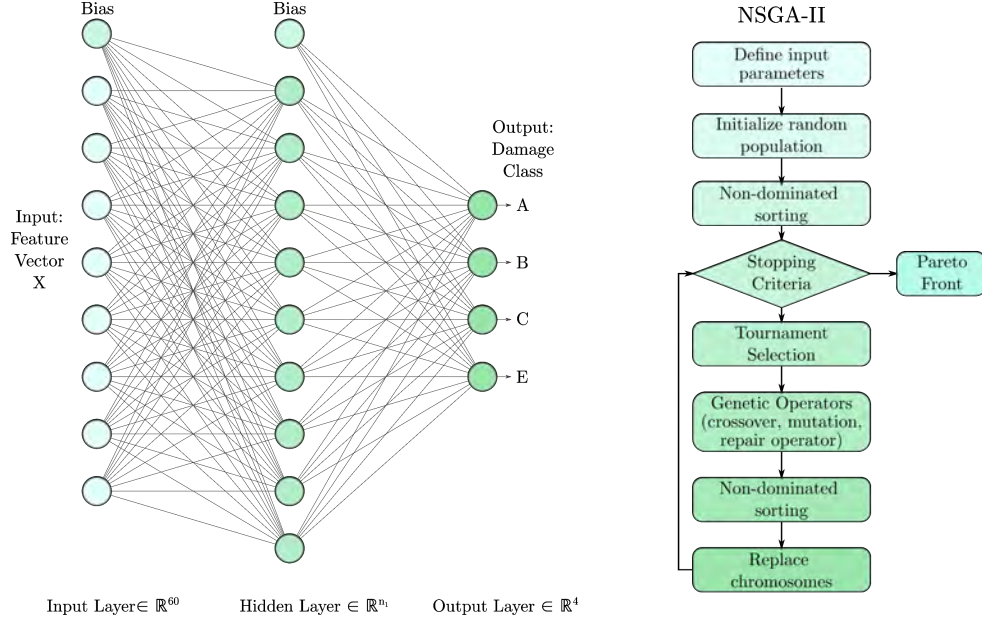 Bias
Bias
Input:
Feature
Vector
X
Output:
Damage
Class
A
B
C
E
Input Layer∈ ℝ⁶⁰
Hidden Layer ∈ ℝⁿ¹
Output Layer ∈ ℝ⁴
NSGA-II
Define input
parameters
Initialize random
population
Non-dominated
sorting
Stopping
Criteria
Pareto
Front
Tournament
Selection
Genetic Operators
(crossover, mutation,
repair operator)
Non-dominated
sorting
Replace
chromosomes